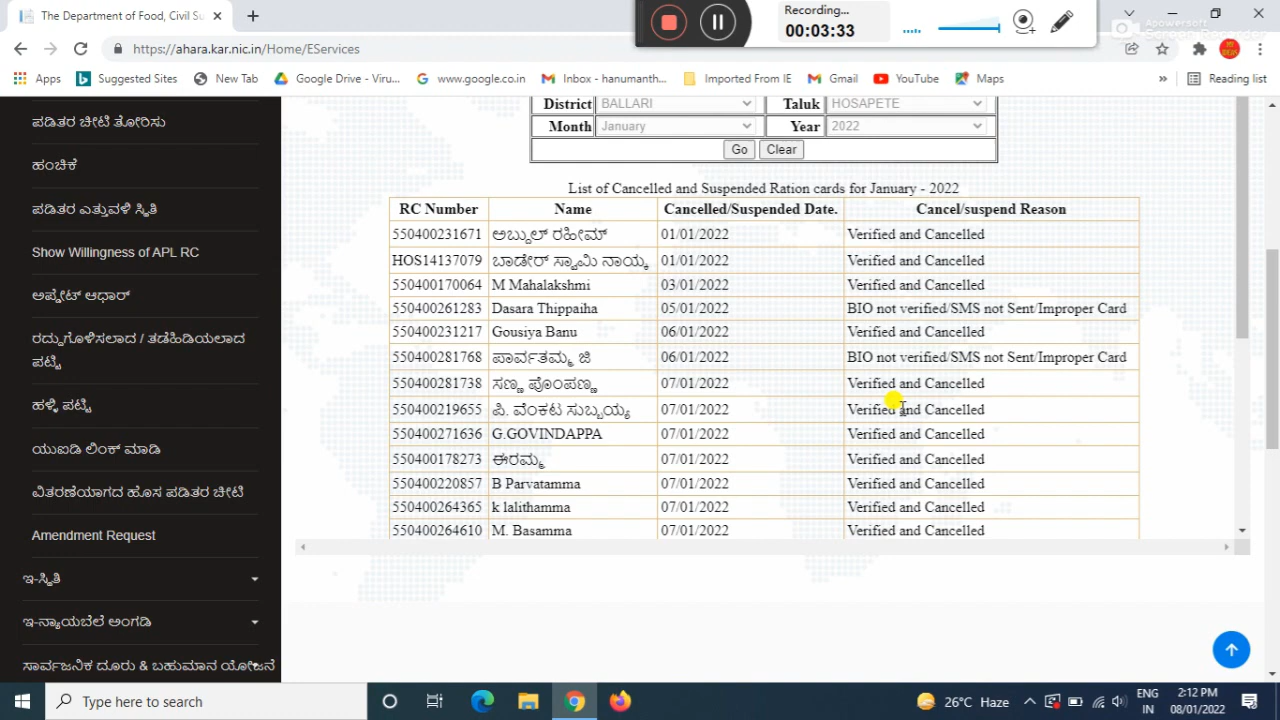 Recording...
00:03:33
The Department of Food, Civil Su
https://ahara.kar.nic.in/Home/EServices
Apowersoft
Screen Recorder
Apps Suggested Sites New Tab Google Drive - Viru... www.google.co.in Inbox - hanumanth... Imported From IE Gmail YouTube Maps » Reading list
ಪಡಿತರ ಚೀಟಿ ತೋರಿಸು
ಹಂಚಿಕೆ
ಪಡಿತರ ಎತ್ತುವಳಿ ಸ್ಥಿತಿ
Show Willingness of APL RC
ಅಪ್ಡೇಟ್ ಆಧಾರ್
ರದ್ದುಗೊಳಿಸಲಾದ / ತಡೆಹಿಡಿಯಲಾದ
ಪಟ್ಟಿ
ಹಳ್ಳಿ ಪಟ್ಟಿ
ಯುಐಡಿ ಲಿಂಕ್ ಮಾಡಿ
ವಿತರಣೆಯಾಗದ ಹೊಸ ಪಡಿತರ ಚೀಟಿ
Amendment Request
ಇ-ಸ್ಥಿತಿ
ಇ-ನ್ಯಾಯಬೆಲೆ ಅಂಗಡಿ
ಸಾರ್ವಜನಿಕ ದೂರು & ಬಹುಮಾನ ಯೋಜನೆ
District BALLARI Taluk HOSAPETE
Month January Year 2022
Go Clear
List of Cancelled and Suspended Ration cards for January - 2022
RC Number Name Cancelled/Suspended Date. Cancel/suspend Reason
550400231671 ಅಬ್ದುಲ್ ರಹೀಮ್ 01/01/2022 Verified and Cancelled
HOS14137079 ಬಾಡೇರ್ ಸ್ವಾಮಿ ನಾಯ್ಕ 01/01/2022 Verified and Cancelled
550400170064 M Mahalakshmi 03/01/2022 Verified and Cancelled
550400261283 Dasara Thippaiha 05/01/2022 BIO not verified/SMS not Sent/Improper Card
550400231217 Gousiya Banu 06/01/2022 Verified and Cancelled
550400281768 ಪಾರ್ವತಮ್ಮ ಜಿ 06/01/2022 BIO not verified/SMS not Sent/Improper Card
550400281738 ಸಣ್ಣ ಪೊಂಪಣ್ಣ 07/01/2022 Verified and Cancelled
550400219655 ಪಿ. ವೆಂಕಟ ಸುಬ್ಬಯ್ಯ 07/01/2022 Verified and Cancelled
550400271636 G.GOVINDAPPA 07/01/2022 Verified and Cancelled
550400178273 ಈರಮ್ಮ 07/01/2022 Verified and Cancelled
550400220857 B Parvatamma 07/01/2022 Verified and Cancelled
550400264365 k lalithamma 07/01/2022 Verified and Cancelled
550400264610 M. Basamma 07/01/2022 Verified and Cancelled
Type here to search
26°C Haze
ENG
IN
2:12 PM
08/01/2022